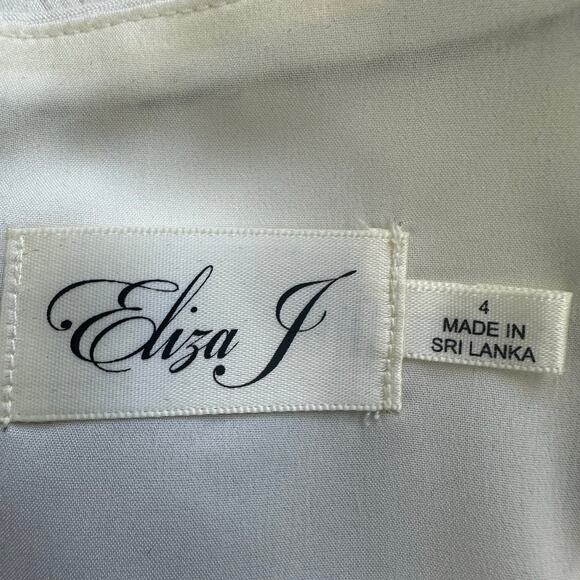 Eliza J
4
MADE IN
SRI LANKA